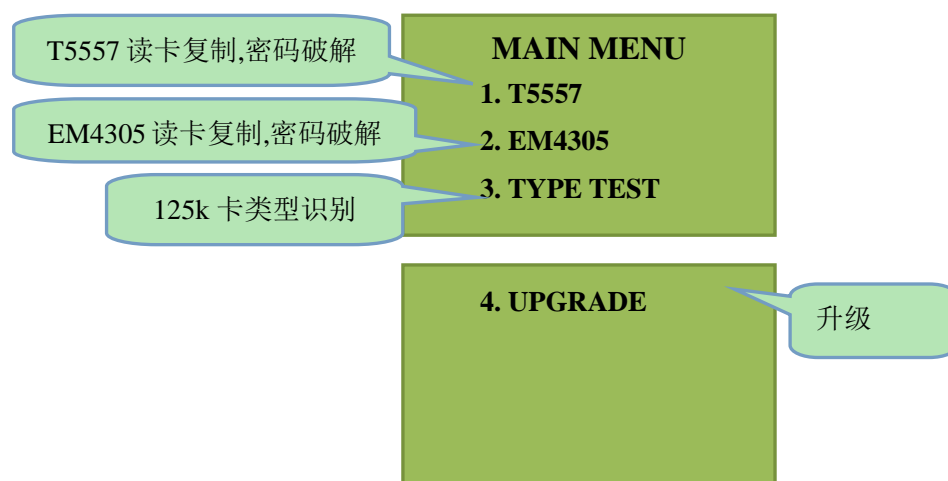 T5557 读卡复制,密码破解
MAIN MENU
1. T5557
EM4305 读卡复制,密码破解
2. EM4305
3. TYPE TEST
125k 卡类型识别
4. UPGRADE
升级